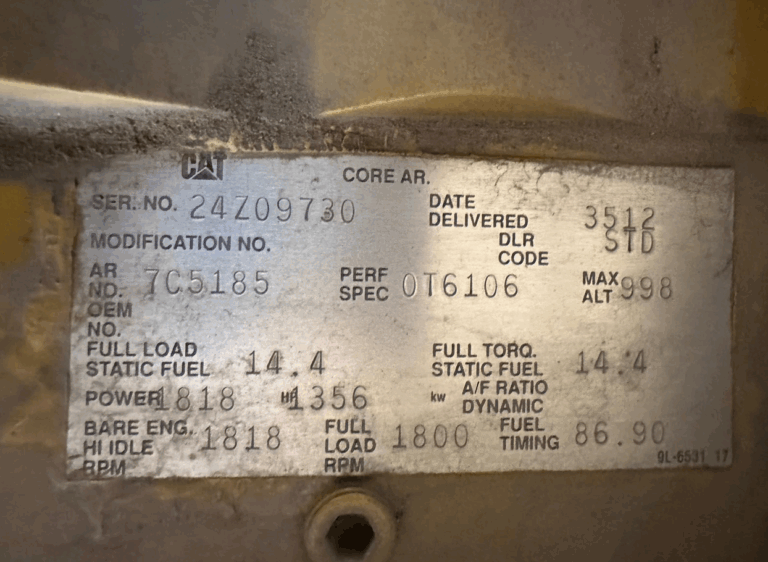 CAT CORE AR.
SER. NO. 24Z09730 DATE DELIVERED 3512
MODIFICATION NO. DLR CODE STD
AR NO. 7C5185 PERF SPEC 0T6106 MAX ALT 998
OEM NO.
FULL LOAD STATIC FUEL 14.4 FULL TORQ. STATIC FUEL 14.4
POWER 1818 HP 1356 kw A/F RATIO DYNAMIC
BARE ENG. HI IDLE RPM 1818 FULL LOAD RPM 1800 FUEL TIMING 86.90
9L-6531 17